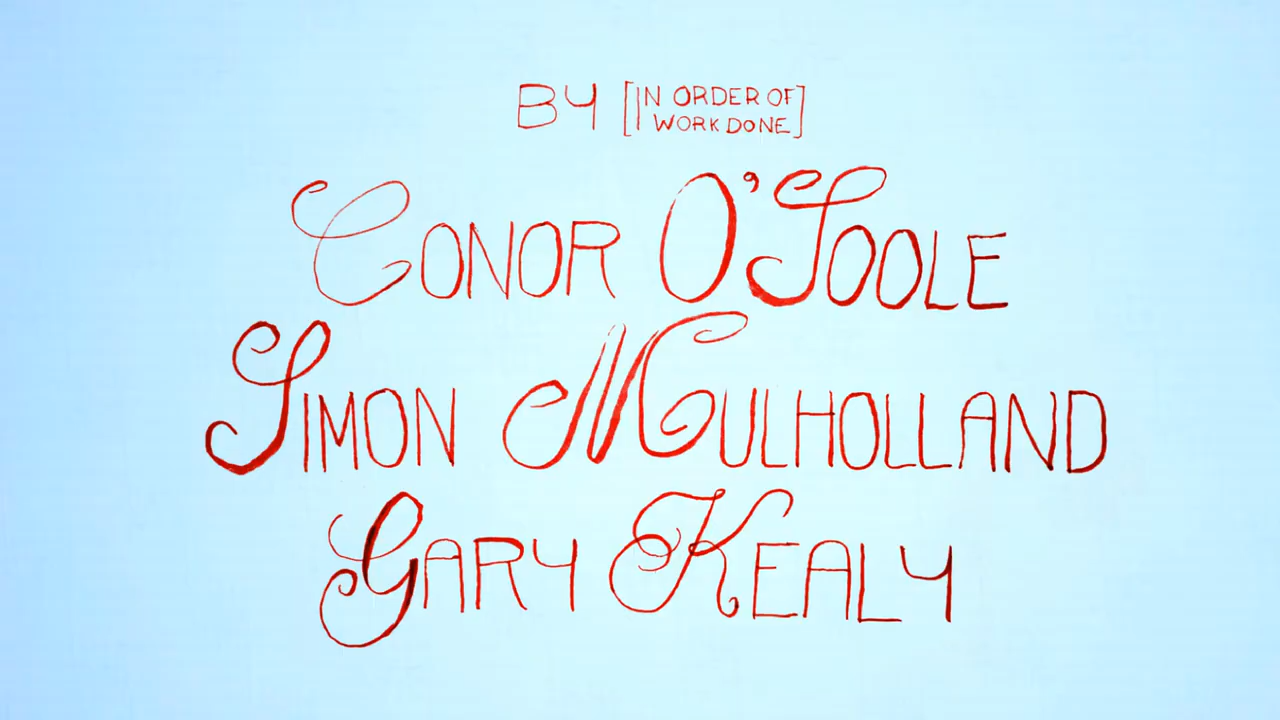 BY [IN ORDER OF
WORK DONE]
CONOR O'TOOLE
SIMON MULHOLLAND
GARY KEALY